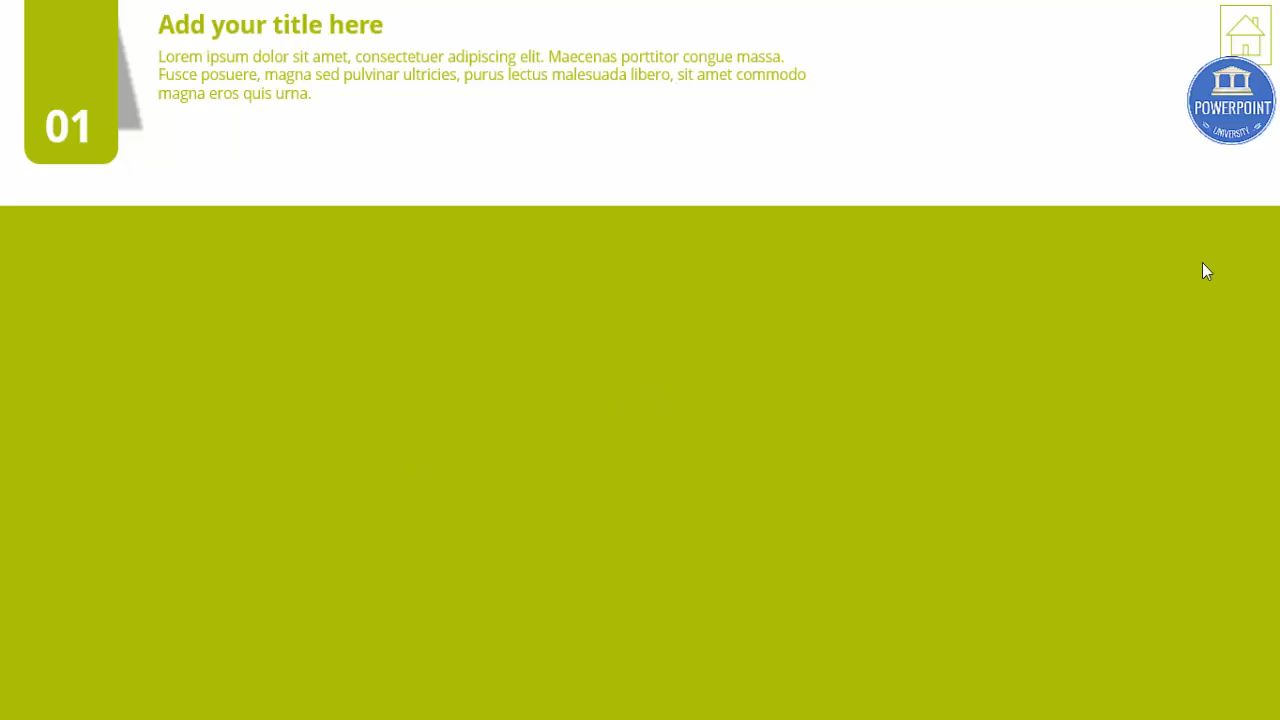 Add your title here
Lorem ipsum dolor sit amet, consectetuer adipiscing elit. Maecenas porttitor congue massa.
Fusce posuere, magna sed pulvinar ultricies, purus lectus malesuada libero, sit amet commodo
magna eros quis urna.
01
POWERPOINT
UNIVERSITY